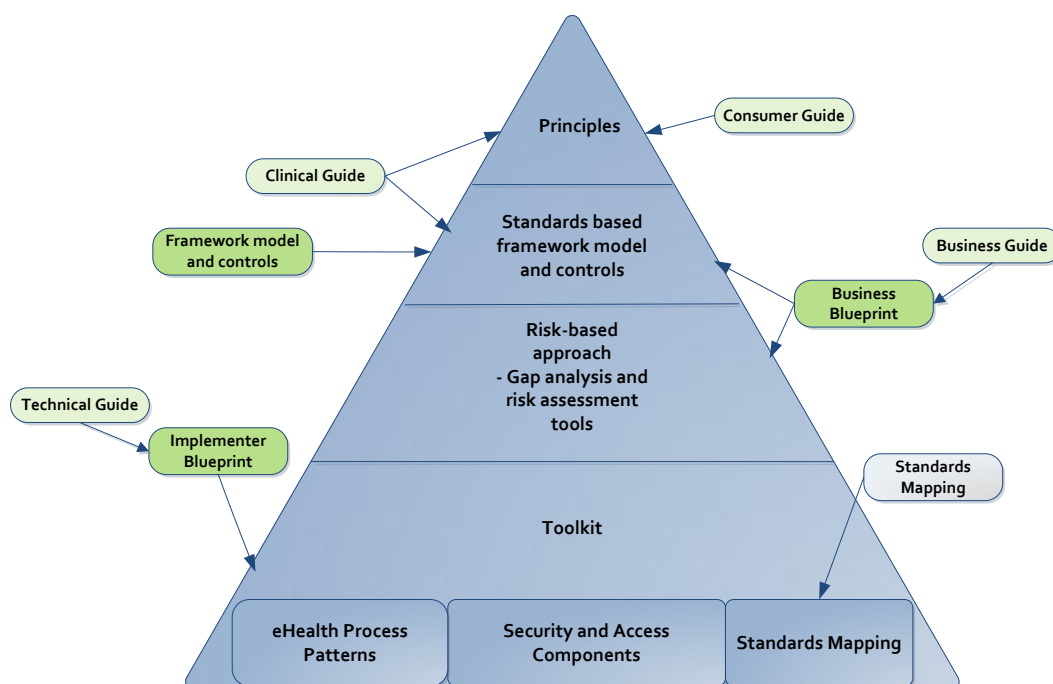 Principles
Consumer Guide
Clinical Guide
Standards based
framework model
and controls
Framework model
and controls
Business Guide
Business
Blueprint
Risk-based
approach
- Gap analysis and
risk assessment
tools
Technical Guide
Implementer
Blueprint
Standards
Mapping
Toolkit
eHealth Process
Patterns
Security and Access
Components
Standards Mapping